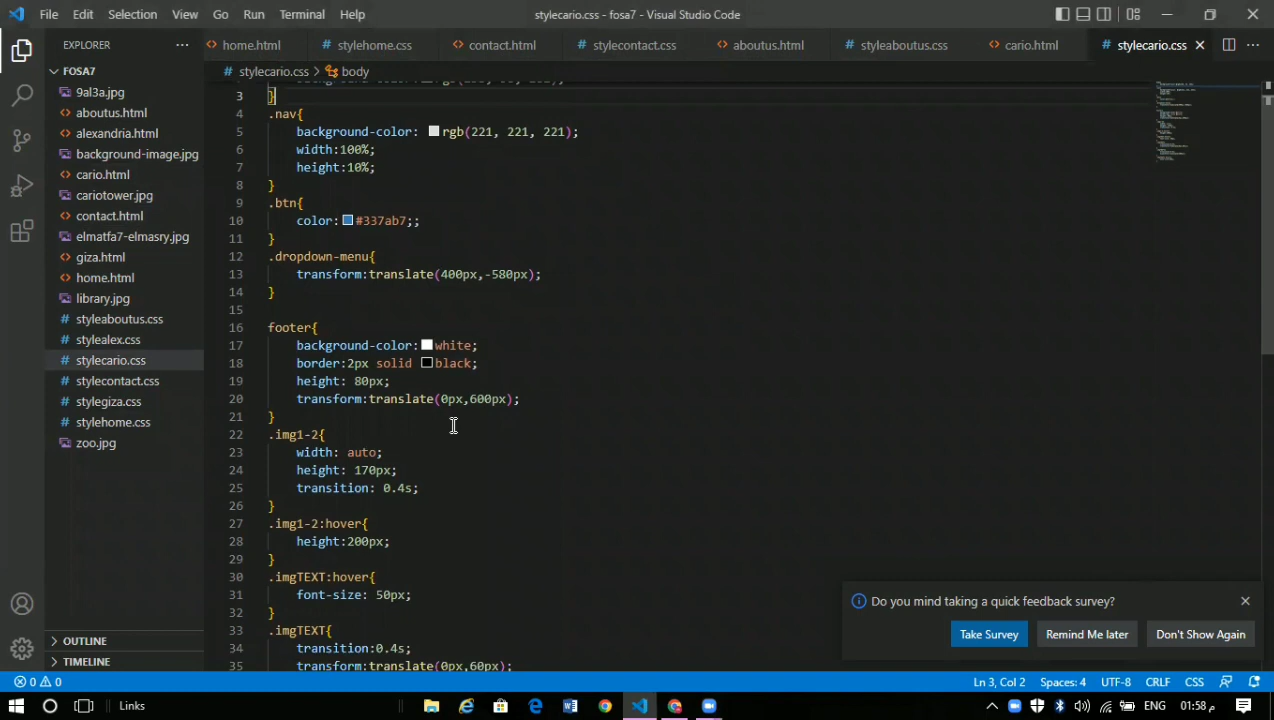 File Edit Selection View Go Run Terminal Help
stylecario.css - fosa7 - Visual Studio Code
EXPLORER
home.html # stylehome.css contact.html # stylecontact.css aboutus.html # styleaboutus.css cario.html # stylecario.css
FOSA7
9al3a.jpg
aboutus.html
alexandria.html
background-image.jpg
cario.html
cariotower.jpg
contact.html
elmatfa7-elmasry.jpg
giza.html
home.html
library.jpg
# styleaboutus.css
# stylealex.css
# stylecario.css
# stylecontact.css
# stylegiza.css
# stylehome.css
zoo.jpg
OUTLINE
TIMELINE
# stylecario.css > body
3 }
4 .nav{
5 background-color: rgb(221, 221, 221);
6 width:100%;
7 height:10%;
8 }
9 .btn{
10 color: #337ab7;;
11 }
12 .dropdown-menu{
13 transform:translate(400px,-580px);
14 }
15
16 footer{
17 background-color: white;
18 border:2px solid black;
19 height: 80px;
20 transform:translate(0px,600px);
21 }
22 .img1-2{
23 width: auto;
24 height: 170px;
25 transition: 0.4s;
26 }
27 .img1-2:hover{
28 height:200px;
29 }
30 .imgTEXT:hover{
31 font-size: 50px;
32 }
33 .imgTEXT{
34 transition:0.4s;
35 transform:translate(0px,60px);
Do you mind taking a quick feedback survey?
Take Survey Remind Me later Don't Show Again
0 0
Ln 3, Col 2 Spaces: 4 UTF-8 CRLF CSS
Links
ENG 01:58 م